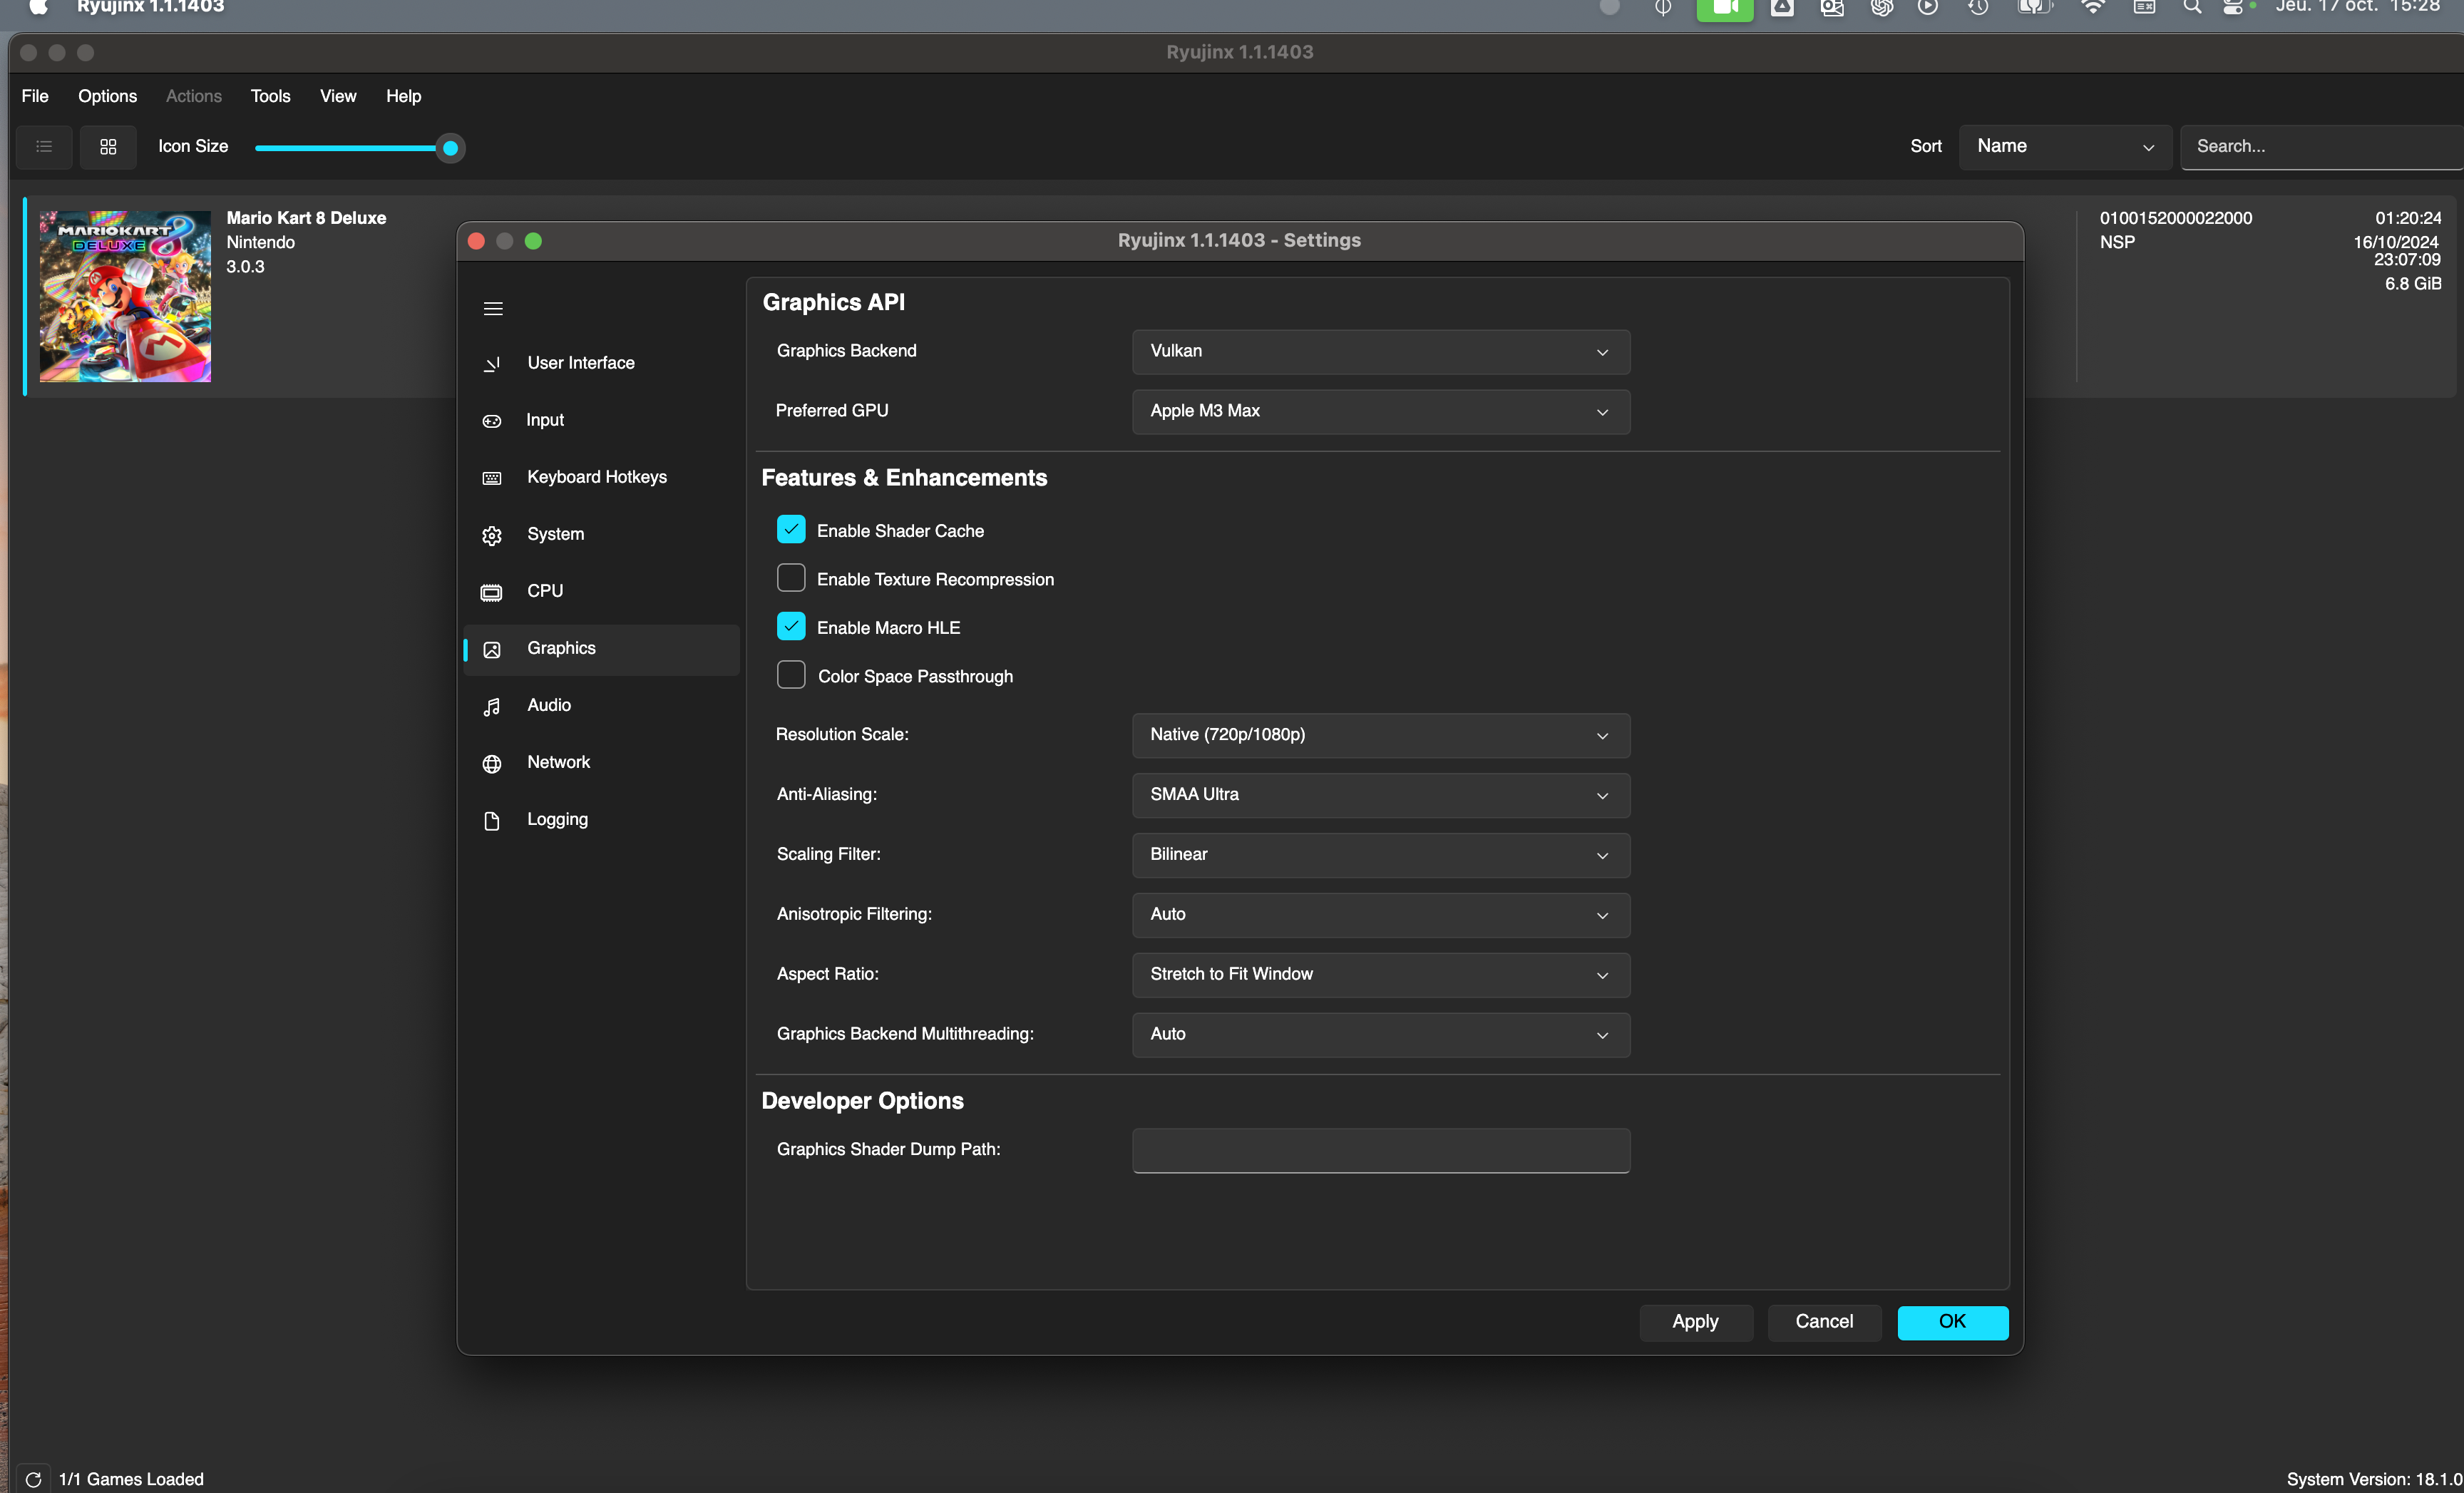 Ryujinx 1.1.1403
Jeu. 17 oct. 15:28
Ryujinx 1.1.1403
File Options Actions Tools View Help
Icon Size
Sort Name Search...
MARIOKART 8
DELUXE
Mario Kart 8 Deluxe
Nintendo
3.0.3
0100152000022000
NSP
01:20:24
16/10/2024
23:07:09
6.8 GiB
Ryujinx 1.1.1403 - Settings
User Interface
Input
Keyboard Hotkeys
System
CPU
Graphics
Audio
Network
Logging
Graphics API
Graphics Backend Vulkan
Preferred GPU Apple M3 Max
Features & Enhancements
Enable Shader Cache
Enable Texture Recompression
Enable Macro HLE
Color Space Passthrough
Resolution Scale: Native (720p/1080p)
Anti-Aliasing: SMAA Ultra
Scaling Filter: Bilinear
Anisotropic Filtering: Auto
Aspect Ratio: Stretch to Fit Window
Graphics Backend Multithreading: Auto
Developer Options
Graphics Shader Dump Path:
Apply Cancel OK
1/1 Games Loaded
System Version: 18.1.0